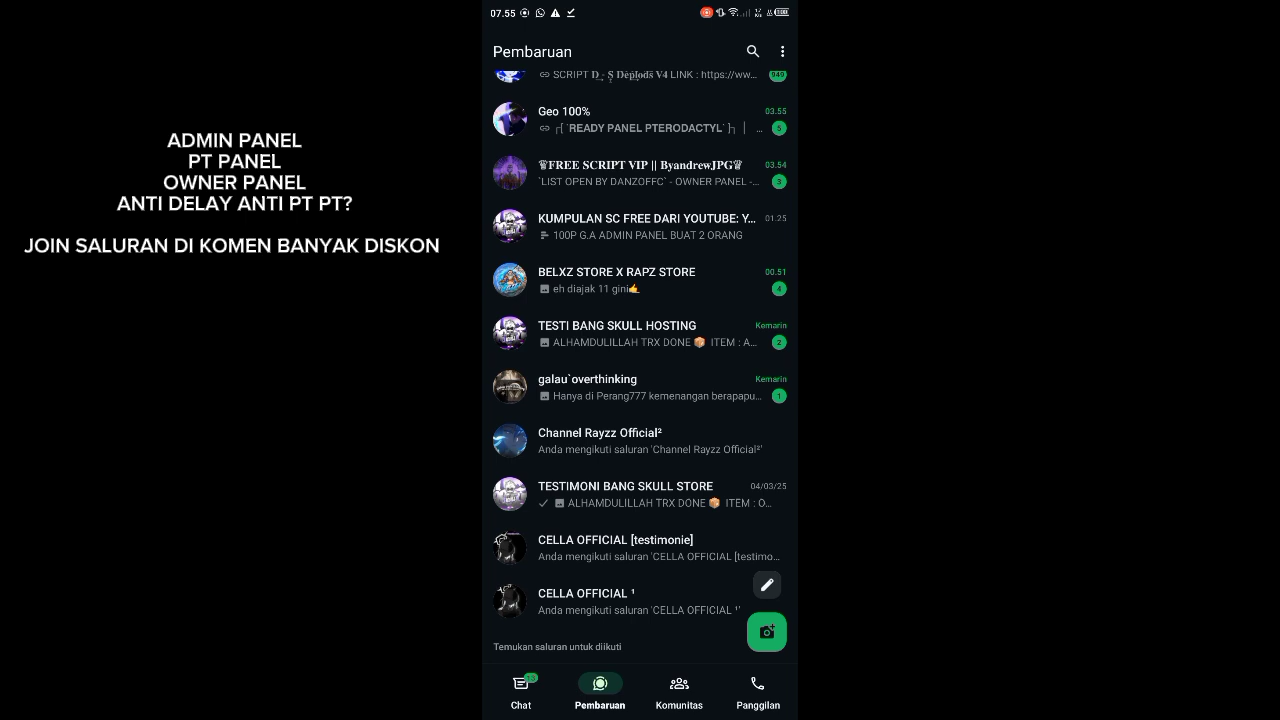 ADMIN PANEL
PT PANEL
OWNER PANEL
ANTI DELAY ANTI PT PT?
JOIN SALURAN DI KOMEN BANYAK DISKON
07.55
Pembaruan
SCRIPT D - S Deplods V4 LINK : https://ww...
949
Geo 100%
03.55
┌[ `READY PANEL PTERODACTYL` ]┐ │ ...
5
♕FREE SCRIPT VIP || ByandrewJPG♕
03.54
`LIST OPEN BY DANZOFFC` - OWNER PANEL -...
3
KUMPULAN SC FREE DARI YOUTUBE: Y...
01.25
100P G.A ADMIN PANEL BUAT 2 ORANG
BELXZ STORE X RAPZ STORE
00.51
eh diajak 11 gini🤙
4
TESTI BANG SKULL HOSTING
Kemarin
ALHAMDULILLAH TRX DONE 📦 ITEM : A...
2
galau`overthinking
Kemarin
Hanya di Perang777 kemenangan berapapu...
1
Channel Rayzz Official²
Anda mengikuti saluran 'Channel Rayzz Official²'
TESTIMONI BANG SKULL STORE
04/03/25
ALHAMDULILLAH TRX DONE 📦 ITEM : O...
CELLA OFFICIAL [testimonie]
Anda mengikuti saluran 'CELLA OFFICIAL [testimo...
CELLA OFFICIAL ¹
Anda mengikuti saluran 'CELLA OFFICIAL ¹'
Temukan saluran untuk diikuti
13
Chat
Pembaruan
Komunitas
Panggilan